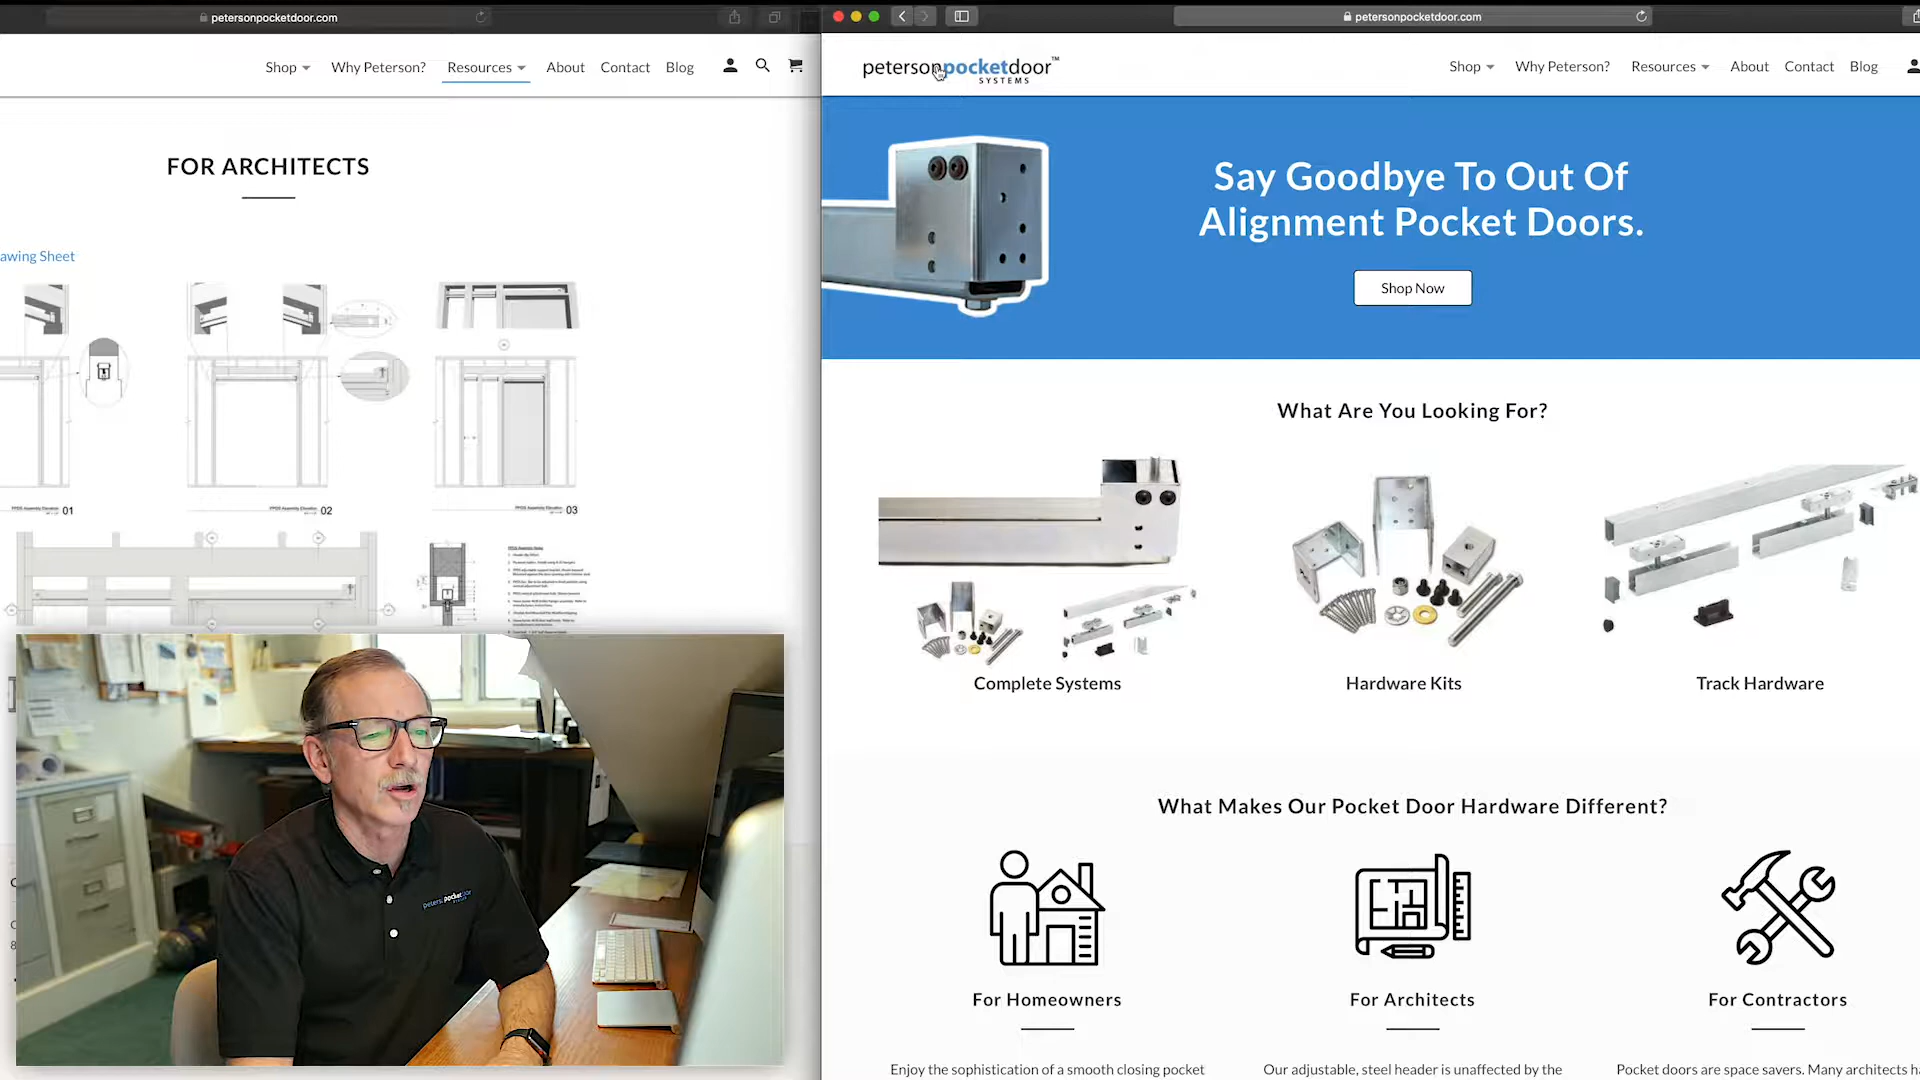 petersonpocketdoor.com
Shop Why Peterson? Resources About Contact Blog
FOR ARCHITECTS
awing Sheet
01
02
03
petersonpocketdoor.com
petersonpocketdoor™
SYSTEMS
Shop Why Peterson? Resources About Contact Blog
Say Goodbye To Out Of
Alignment Pocket Doors.
Shop Now
What Are You Looking For?
Complete Systems
Hardware Kits
Track Hardware
What Makes Our Pocket Door Hardware Different?
For Homeowners
For Architects
For Contractors
Enjoy the sophistication of a smooth closing pocket
Our adjustable, steel header is unaffected by the
Pocket doors are space savers. Many architects ha